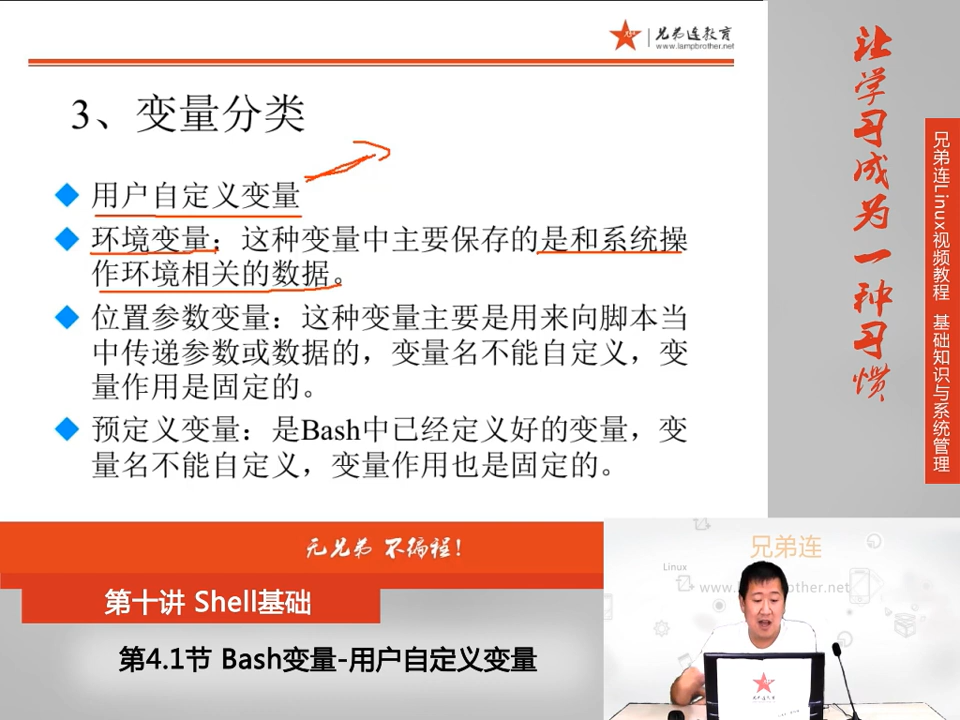 兄弟连教育
www.lampbrother.net
3、变量分类
用户自定义变量
环境变量：这种变量中主要保存的是和系统操
作环境相关的数据。
位置参数变量：这种变量主要是用来向脚本当
中传递参数或数据的，变量名不能自定义，变
量作用是固定的。
预定义变量：是Bash中已经定义好的变量，变
量名不能自定义，变量作用也是固定的。
让学习成为一种习惯
兄弟连Linux视频教程 基础知识与系统管理
无兄弟 不编程！
第十讲 Shell基础
第4.1节 Bash变量-用户自定义变量
兄弟连
Linux